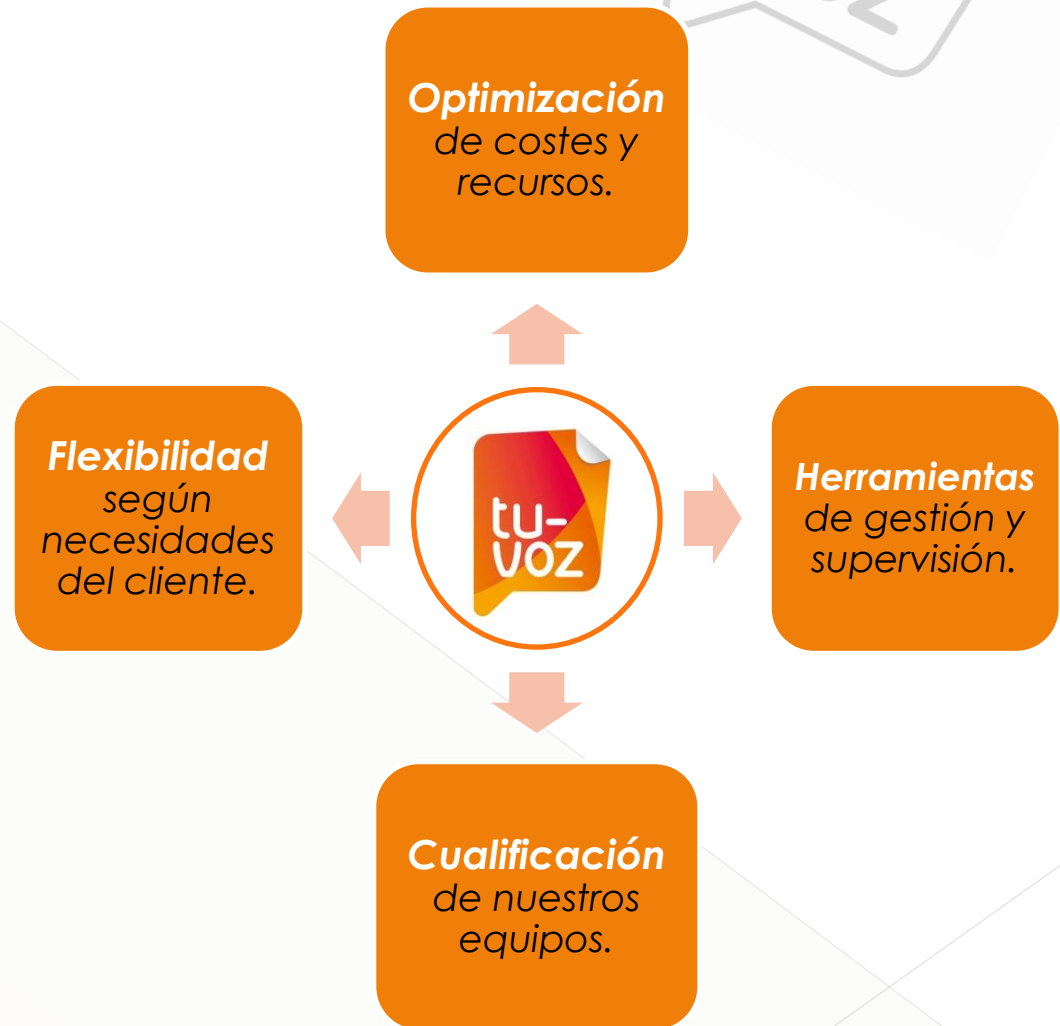 Optimización
de costes y
recursos.
Flexibilidad
según
necesidades
del cliente.
tu-
voz
Herramientas
de gestión y
supervisión.
Cualificación
de nuestros
equipos.